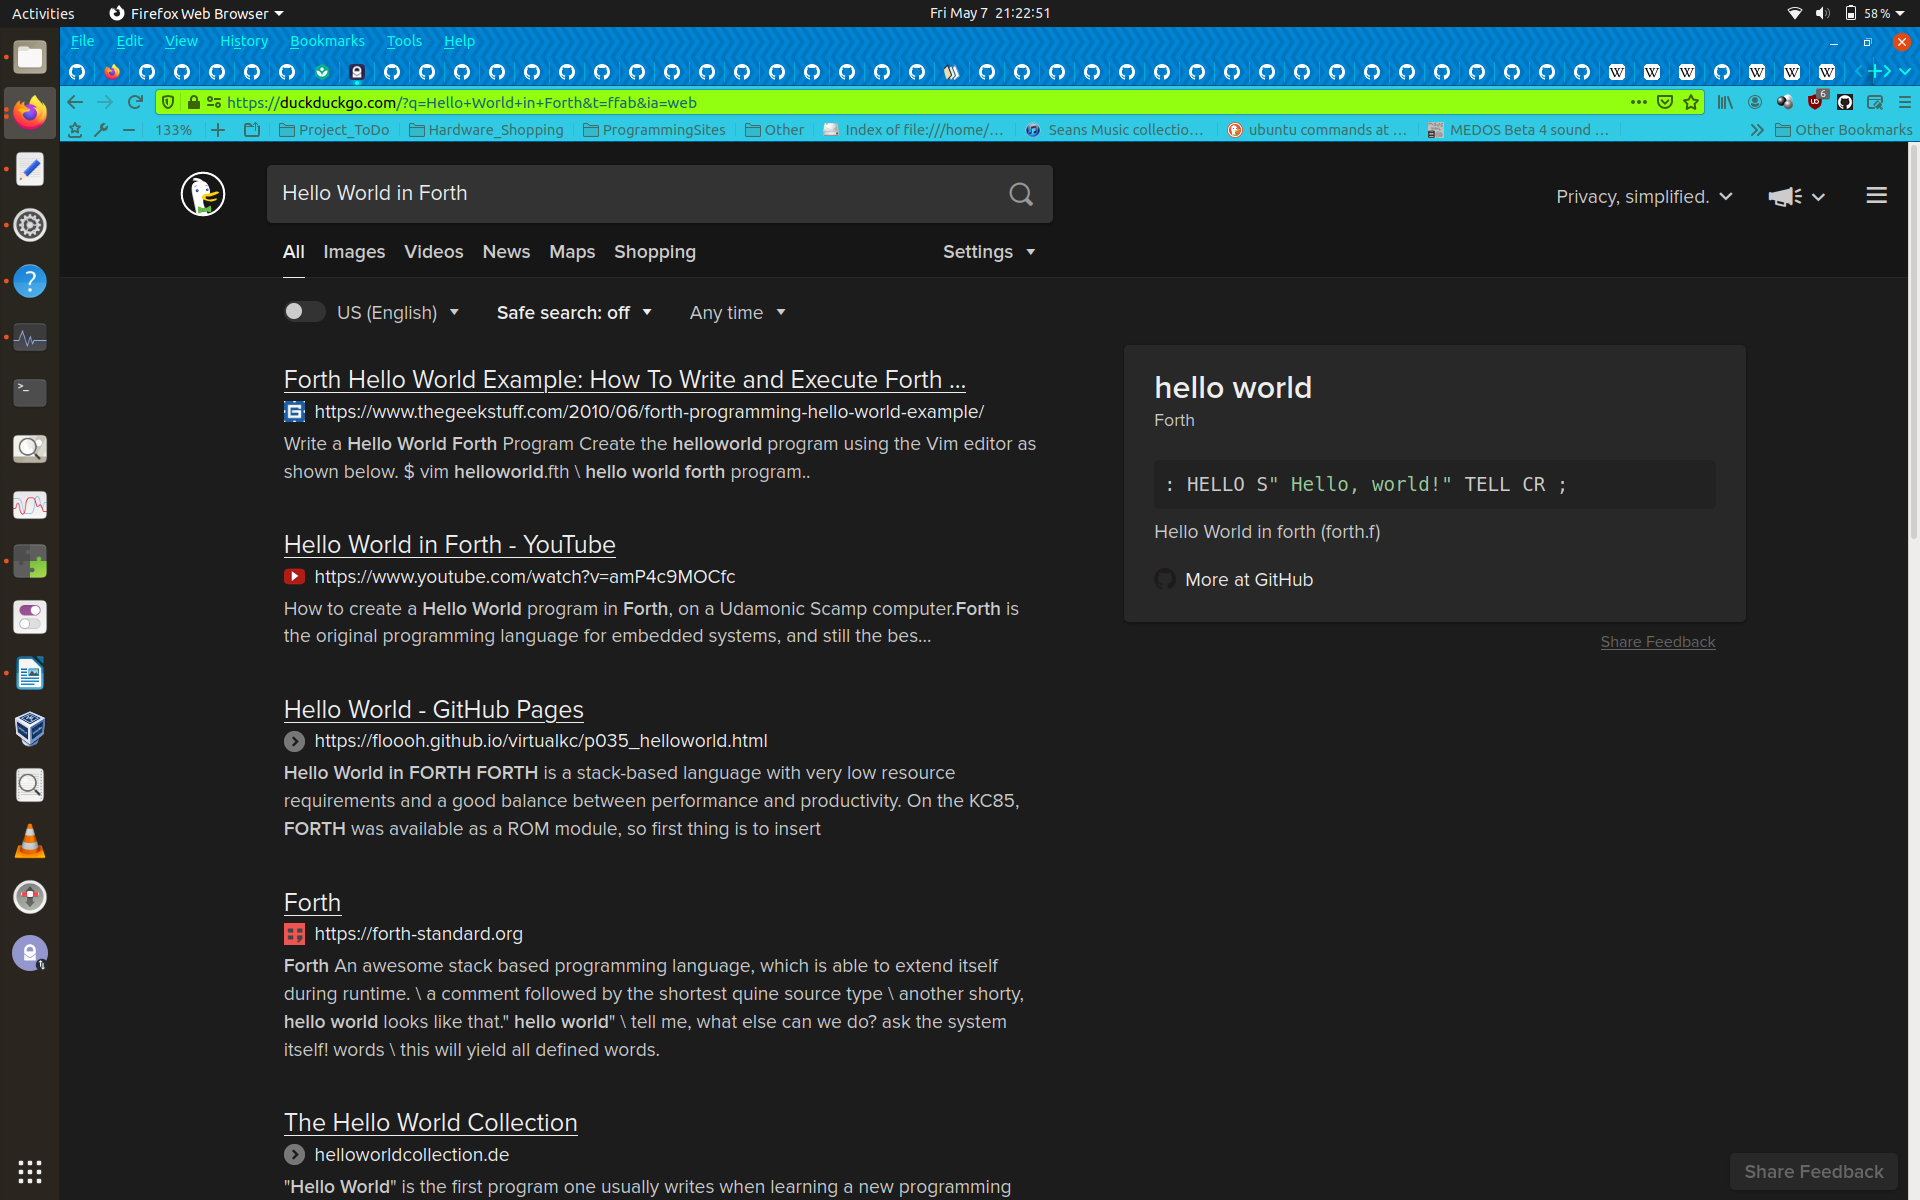 Activities
Firefox Web Browser
Fri May 7 21:22:51
58 %
File Edit View History Bookmarks Tools Help
https://duckduckgo.com/?q=Hello+World+in+Forth&t=ffab&ia=web
6
133%
Project_ToDo
Hardware_Shopping
ProgrammingSites
Other
Index of file:///home/...
Seans Music collectio...
ubuntu commands at ...
MEDOS Beta 4 sound ...
Other Bookmarks
Hello World in Forth
Privacy, simplified.
All Images Videos News Maps Shopping
Settings
US (English)
Safe search: off
Any time
Forth Hello World Example: How To Write and Execute Forth ...
https://www.thegeekstuff.com/2010/06/forth-programming-hello-world-example/
Write a Hello World Forth Program Create the helloworld program using the Vim editor as
shown below. $ vim helloworld.fth \ hello world forth program..
Hello World in Forth - YouTube
https://www.youtube.com/watch?v=amP4c9MOCfc
How to create a Hello World program in Forth, on a Udamonic Scamp computer.Forth is
the original programming language for embedded systems, and still the bes...
Hello World - GitHub Pages
https://floooh.github.io/virtualkc/p035_helloworld.html
Hello World in FORTH FORTH is a stack-based language with very low resource
requirements and a good balance between performance and productivity. On the KC85,
FORTH was available as a ROM module, so first thing is to insert
Forth
https://forth-standard.org
Forth An awesome stack based programming language, which is able to extend itself
during runtime. \ a comment followed by the shortest quine source type \ another shorty,
hello world looks like that." hello world" \ tell me, what else can we do? ask the system
itself! words \ this will yield all defined words.
The Hello World Collection
helloworldcollection.de
"Hello World" is the first program one usually writes when learning a new programming
hello world
Forth
: HELLO S" Hello, world!" TELL CR ;
Hello World in forth (forth.f)
More at GitHub
Share Feedback
Share Feedback